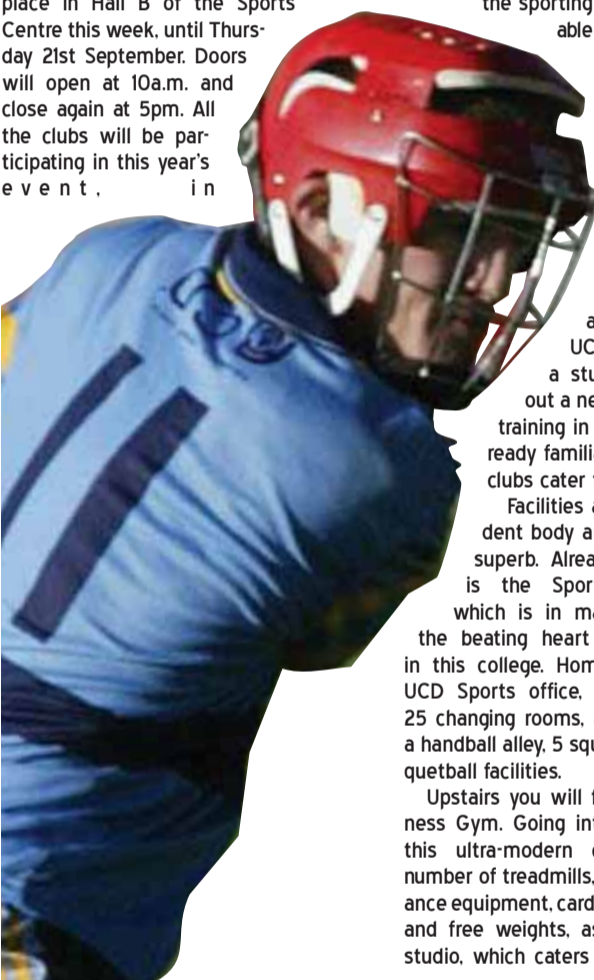 place in Hall B of the Sports
Centre this week, until Thurs-
day 21st September. Doors
will open at 10a.m. and
close again at 5pm. All
the clubs will be par-
ticipating in this year's
event, in
11
the sporting
able
a
UC
a stu
out a ne
training in
ready famili
clubs cater
Facilities a
dent body a
superb. Alrea
is the Spor
which is in ma
the beating heart
in this college. Hom
UCD Sports office,
25 changing rooms,
a handball alley, 5 squ
quetball facilities.
Upstairs you will f
ness Gym. Going int
this ultra-modern
number of treadmills,
ance equipment, card
and free weights, as
studio, which caters